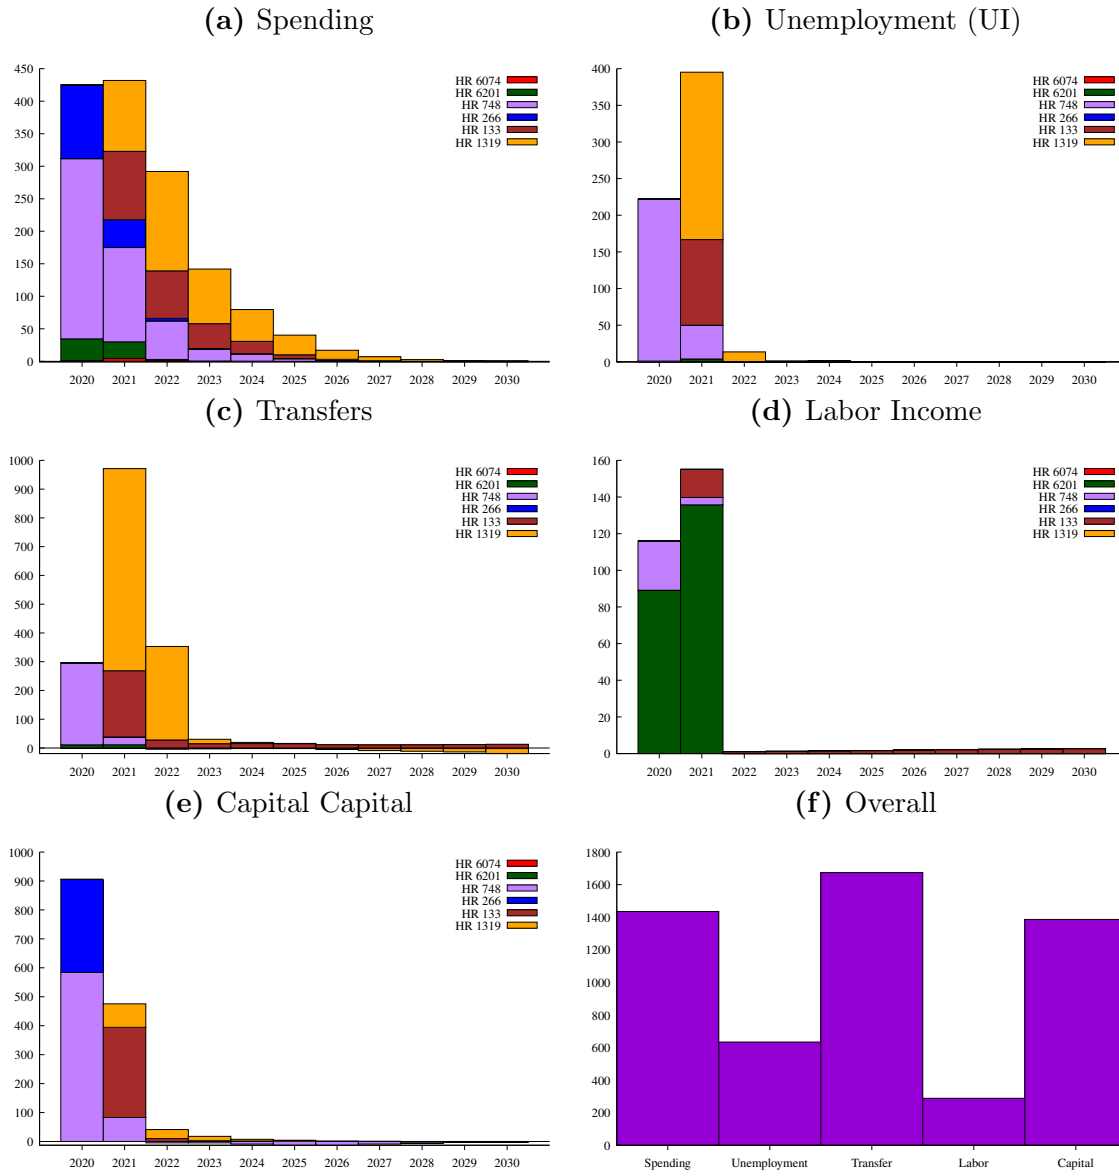 (a) Spending
450
400
350
300
250
200
150
100
50
0
HR 6074
HR 6201
HR 748
HR 266
HR 133
HR 1319
2020 2021 2022 2023 2024 2025 2026 2027 2028 2029 2030
(b) Unemployment (UI)
400
350
300
250
200
150
100
50
0
HR 6074
HR 6201
HR 748
HR 266
HR 133
HR 1319
2020 2021 2022 2023 2024 2025 2026 2027 2028 2029 2030
(c) Transfers
1000
900
800
700
600
500
400
300
200
100
0
HR 6074
HR 6201
HR 748
HR 266
HR 133
HR 1319
2020 2021 2022 2023 2024 2025 2026 2027 2028 2029 2030
(d) Labor Income
160
140
120
100
80
60
40
20
0
HR 6074
HR 6201
HR 748
HR 266
HR 133
HR 1319
2020 2021 2022 2023 2024 2025 2026 2027 2028 2029 2030
(e) Capital Capital
1000
900
800
700
600
500
400
300
200
100
0
HR 6074
HR 6201
HR 748
HR 266
HR 133
HR 1319
2020 2021 2022 2023 2024 2025 2026 2027 2028 2029 2030
(f) Overall
1800
1600
1400
1200
1000
800
600
400
200
0
Spending Unemployment Transfer Labor Capital